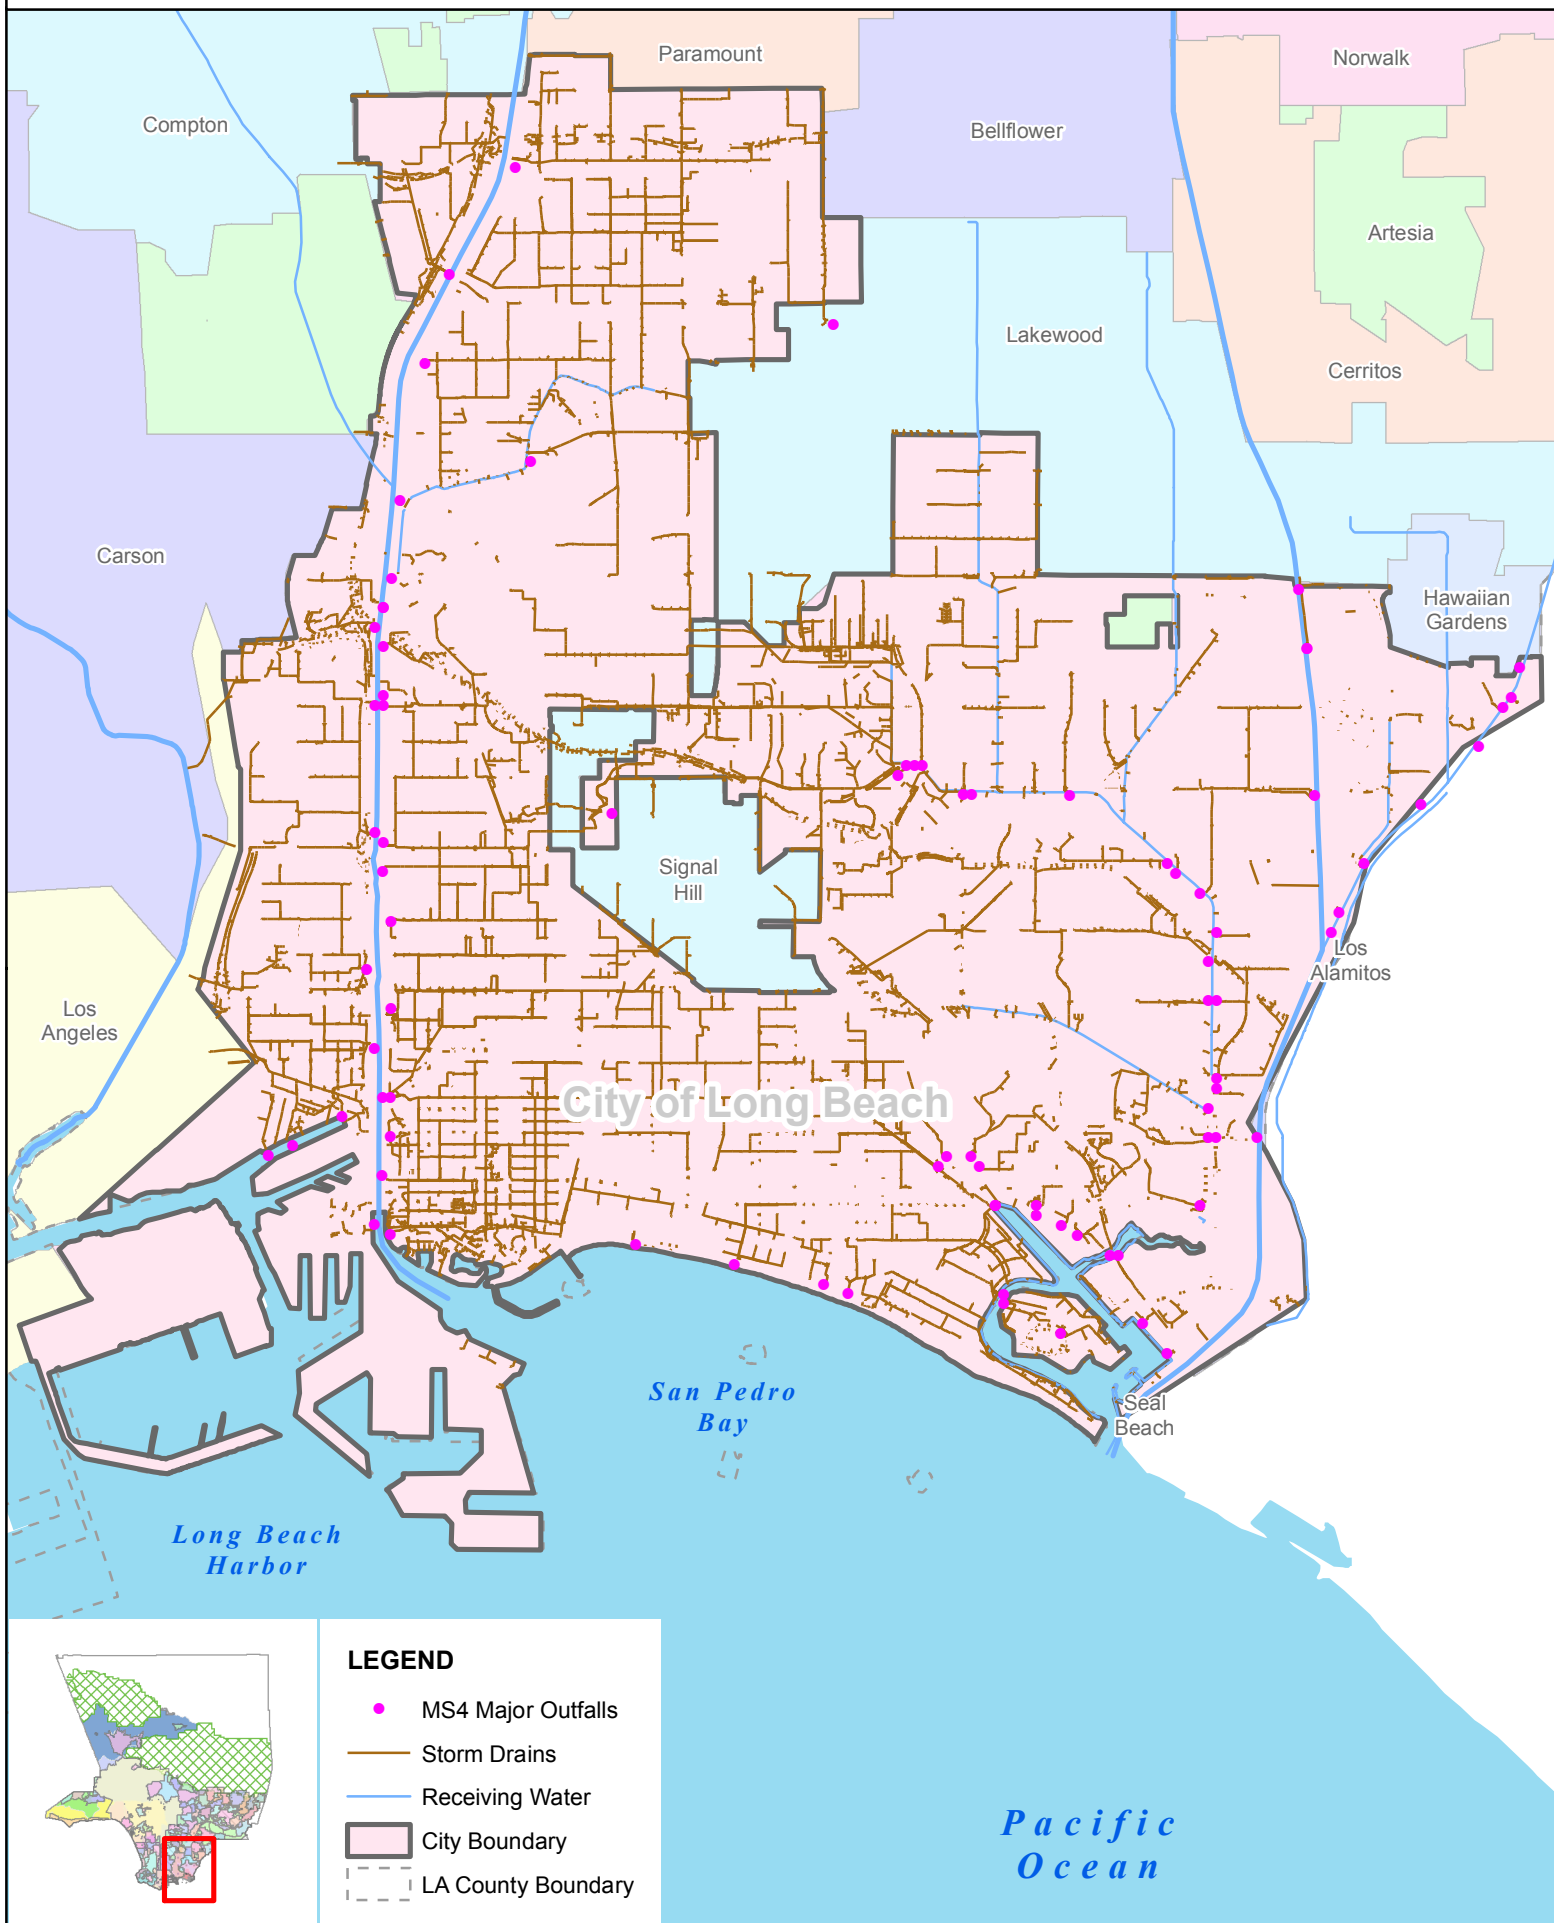 Paramount
Norwalk
Compton
Bellflower
Artesia
Lakewood
Cerritos
Carson
Hawaiian
Gardens
Signal
Hill
Los
Alamitos
Los
Angeles
City of Long Beach
San Pedro
Bay
Seal
Beach
Long Beach
Harbor
LEGEND
MS4 Major Outfalls
Storm Drains
Receiving Water
City Boundary
LA County Boundary
Pacific
Ocean